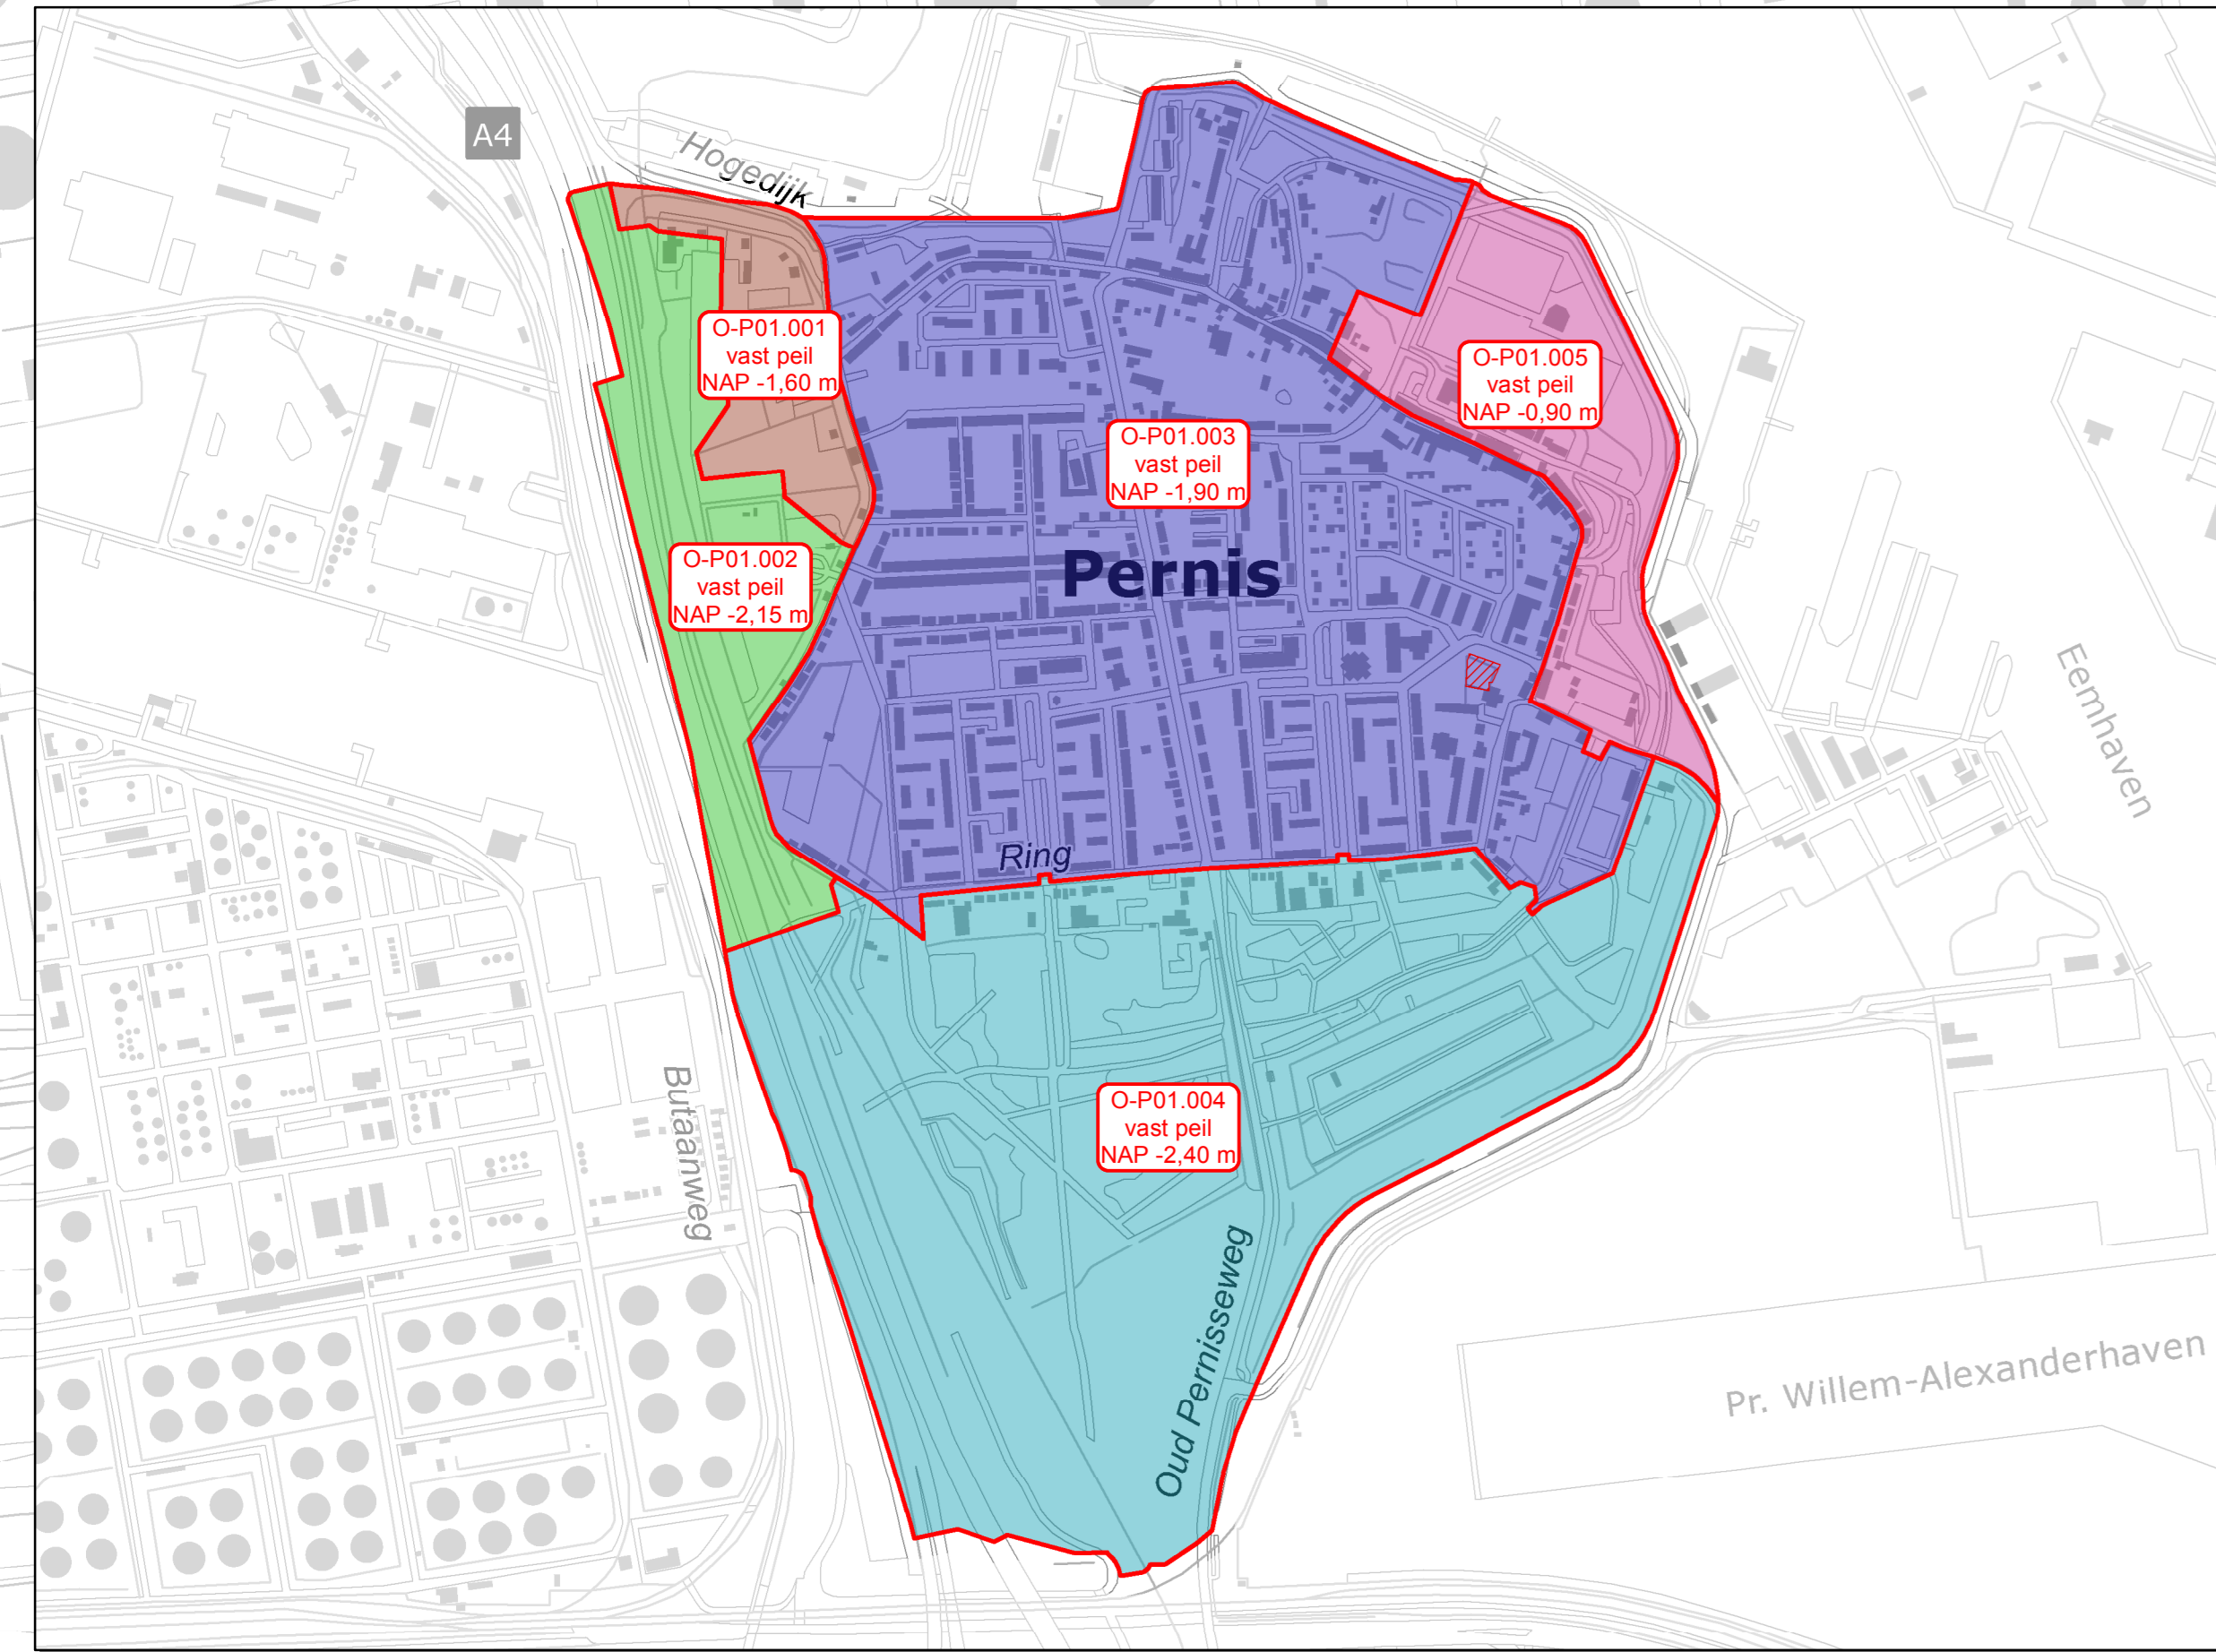 A4
Hogedijk
O-P01.001
vast peil
NAP -1,60 m
O-P01.005
vast peil
NAP -0,90 m
O-P01.003
vast peil
NAP -1,90 m
O-P01.002
vast peil
NAP -2,15 m
Pernis
Eemhaven
Ring
Butaanweg
O-P01.004
vast peil
NAP -2,40 m
Oud Pernisseweg
Pr. Willem-Alexanderhaven